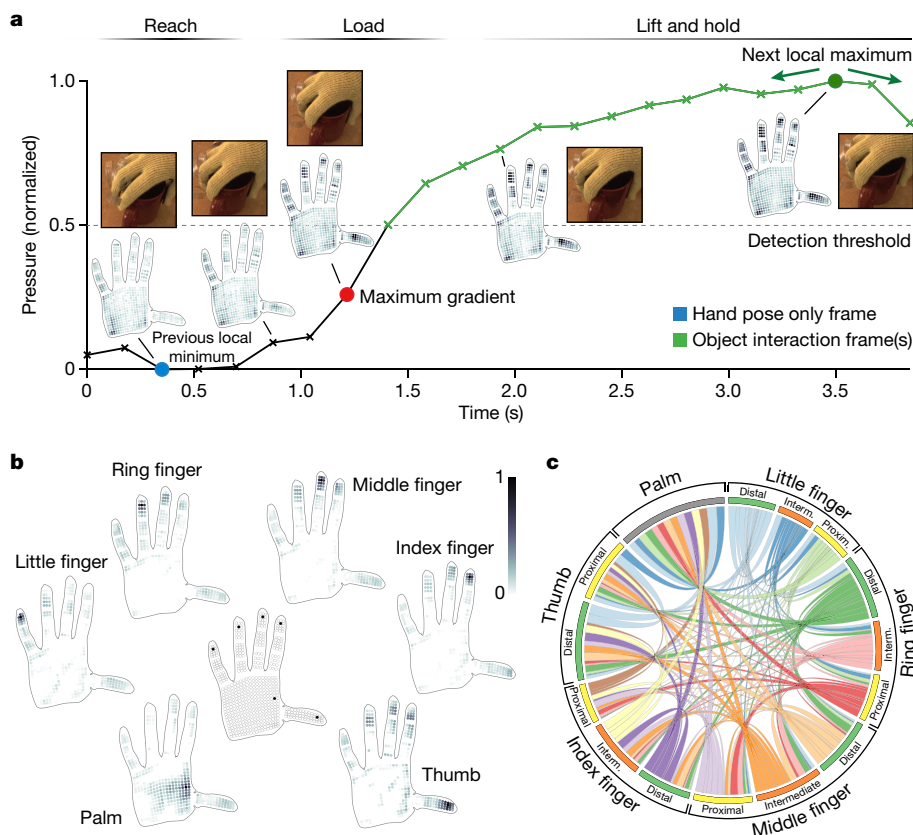 a
Reach
Load
Lift and hold
Next local maximum
1.0
0.5
0
Pressure (normalized)
Detection threshold
Maximum gradient
Previous local
minimum
Hand pose only frame
Object interaction frame(s)
0
0.5
1.0
1.5
2.0
2.5
3.0
3.5
Time (s)
b
Ring finger
Middle finger
1
0
Little finger
Index finger
Palm
Thumb
c
Palm
Little finger
Distal
Interm.
Proxim.
Ring finger
Distal
Interm.
Proximal
Middle finger
Distal
Intermediate
Proximal
Index finger
Distal
Interm.
Proximal
Thumb
Distal
Proximal